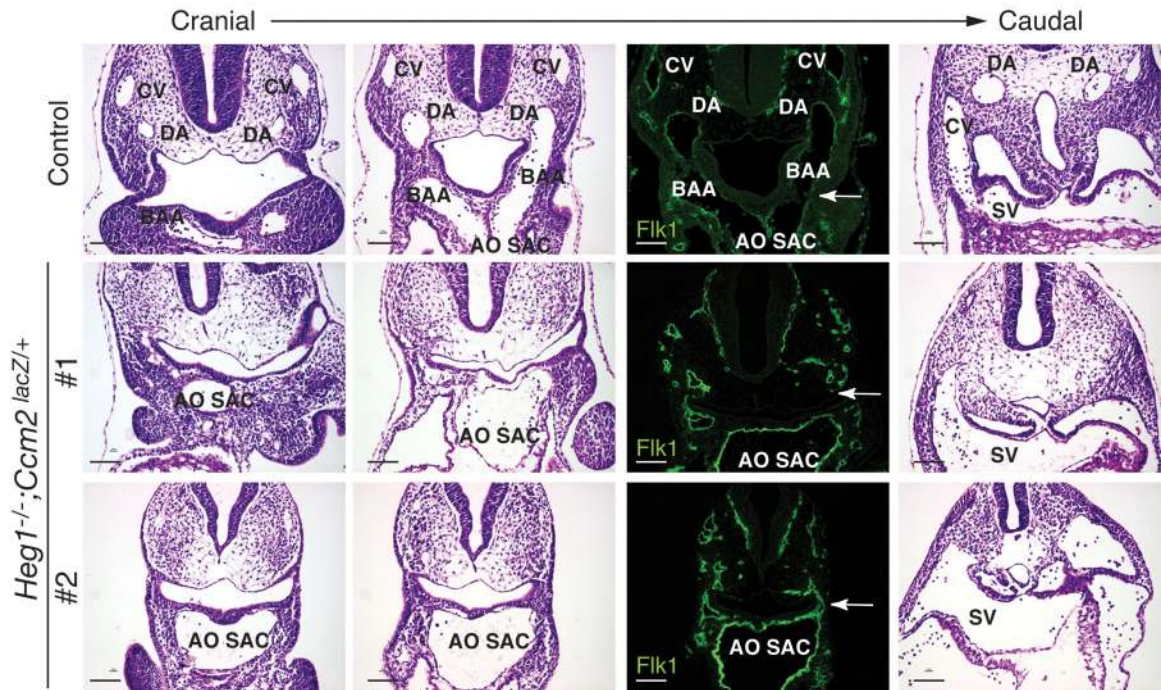 Cranial Caudal
Control
CV CV
DA DA
BAA
CV CV
DA DA
BAA BAA
AO SAC
CV CV
DA DA
BAA BAA
Flk1 AO SAC
DA DA
CV
SV
Heg1-/-;Ccm2 lacZ/+
#1
AO SAC
AO SAC
Flk1 AO SAC
SV
#2
AO SAC
AO SAC
Flk1 AO SAC
SV